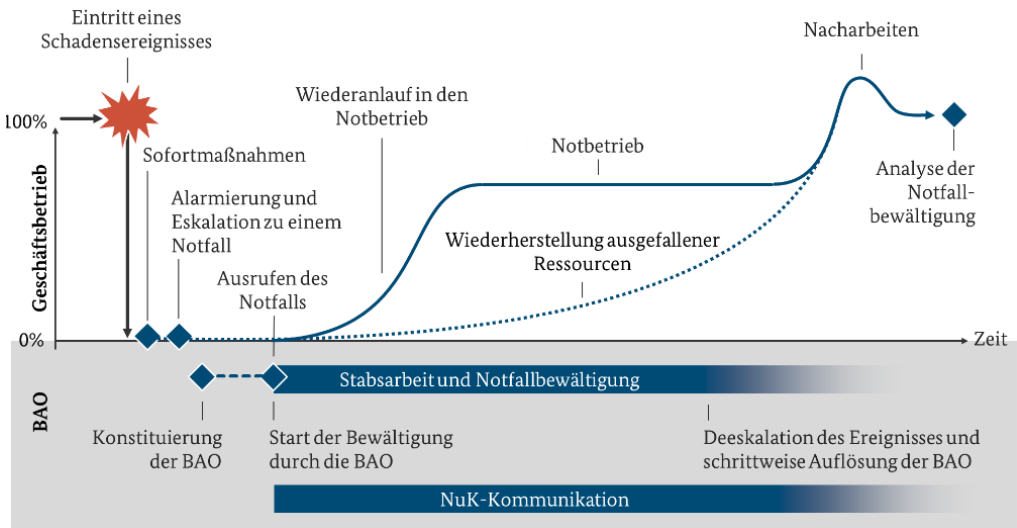 Eintritt eines
Schadensereignisses
Nacharbeiten
Wiederanlauf in den
Notbetrieb
100%
Sofortmaßnahmen
Notbetrieb
Analyse der
Notfall-
bewältigung
Alarmierung und
Eskalation zu einem
Notfall
Geschäftsbetrieb
Wiederherstellung ausgefallener
Ressourcen
Ausrufen des
Notfalls
0%
Zeit
BAO
Stabsarbeit und Notfallbewältigung
Konstituierung
der BAO
Start der Bewältigung
durch die BAO
Deeskalation des Ereignisses und
schrittweise Auflösung der BAO
NuK-Kommunikation